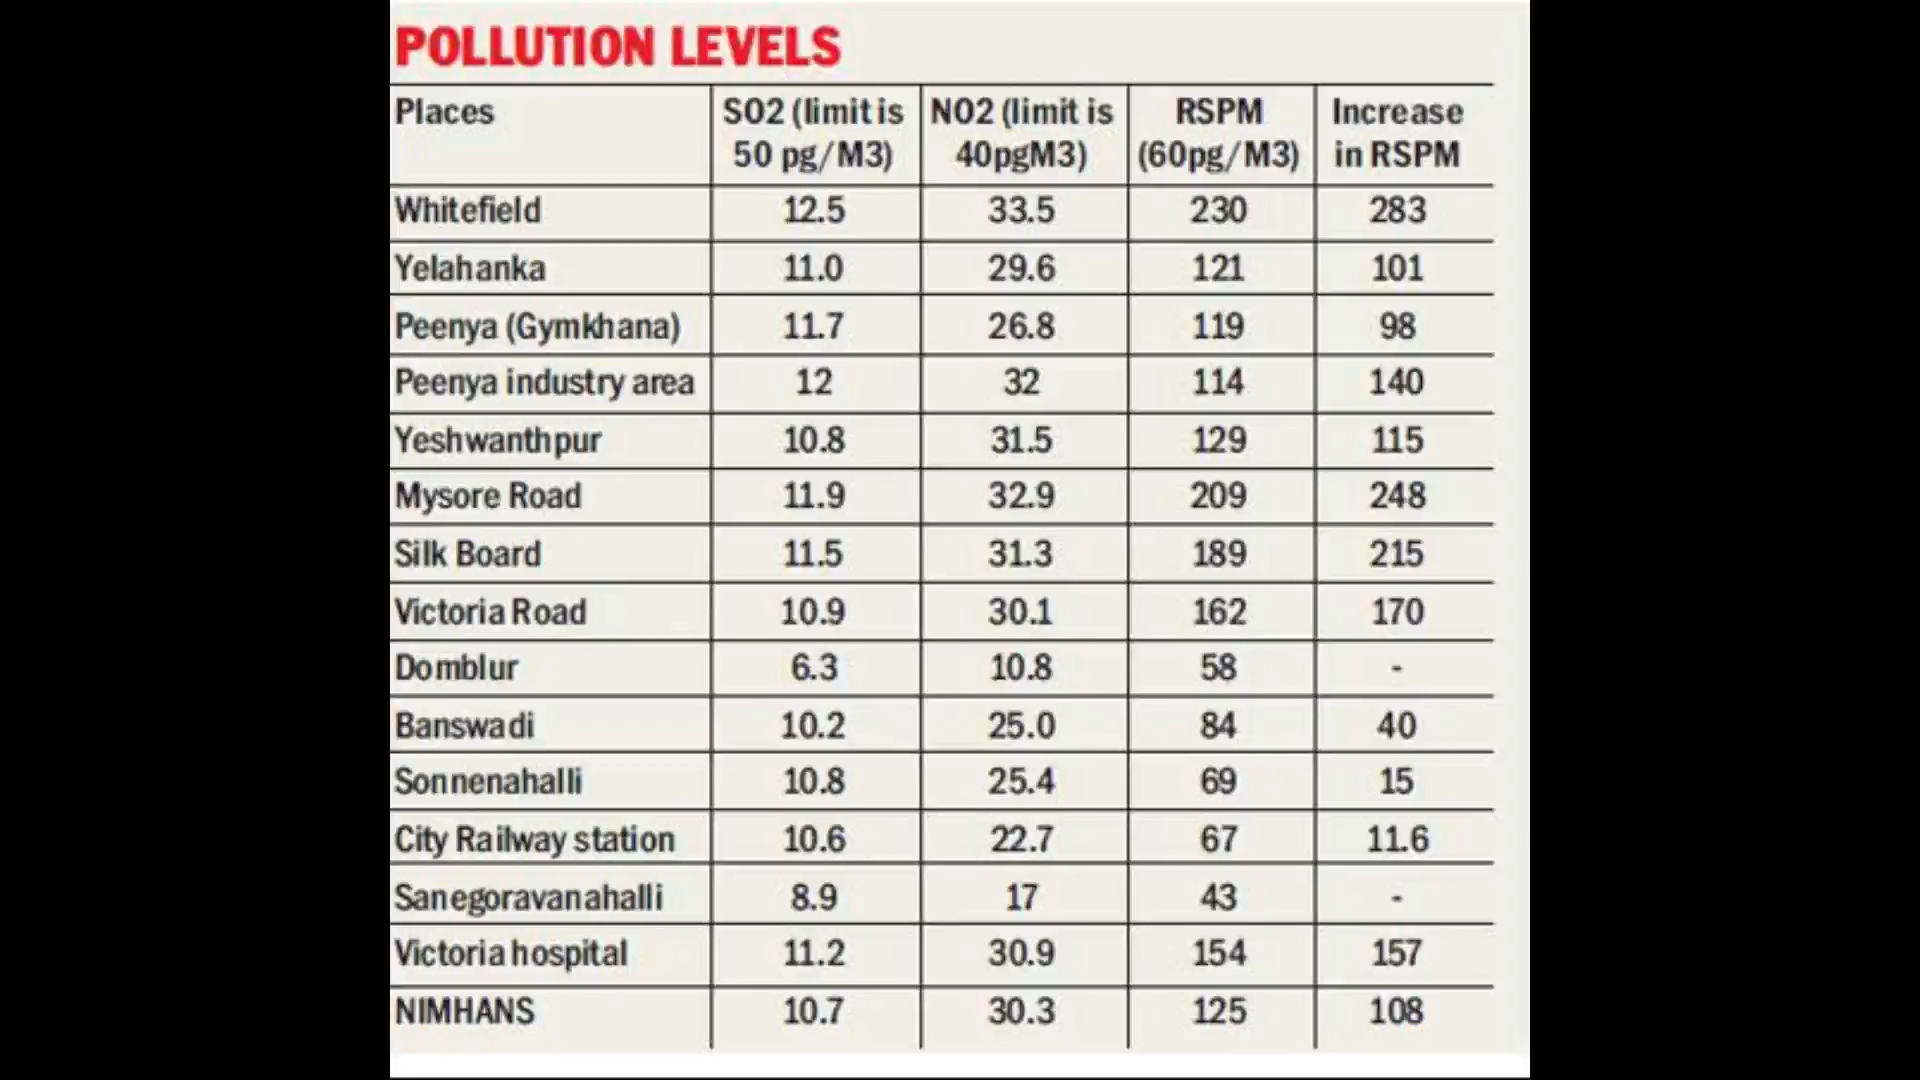 POLLUTION LEVELS
Places SO2 (limit is 50 pg/M3) NO2 (limit is 40pgM3) RSPM (60pg/M3) Increase in RSPM
Whitefield 12.5 33.5 230 283
Yelahanka 11.0 29.6 121 101
Peenya (Gymkhana) 11.7 26.8 119 98
Peenya industry area 12 32 114 140
Yeshwanthpur 10.8 31.5 129 115
Mysore Road 11.9 32.9 209 248
Silk Board 11.5 31.3 189 215
Victoria Road 10.9 30.1 162 170
Domblur 6.3 10.8 58 -
Banswadi 10.2 25.0 84 40
Sonnenahalli 10.8 25.4 69 15
City Railway station 10.6 22.7 67 11.6
Sanegoravanahalli 8.9 17 43 -
Victoria hospital 11.2 30.9 154 157
NIMHANS 10.7 30.3 125 108